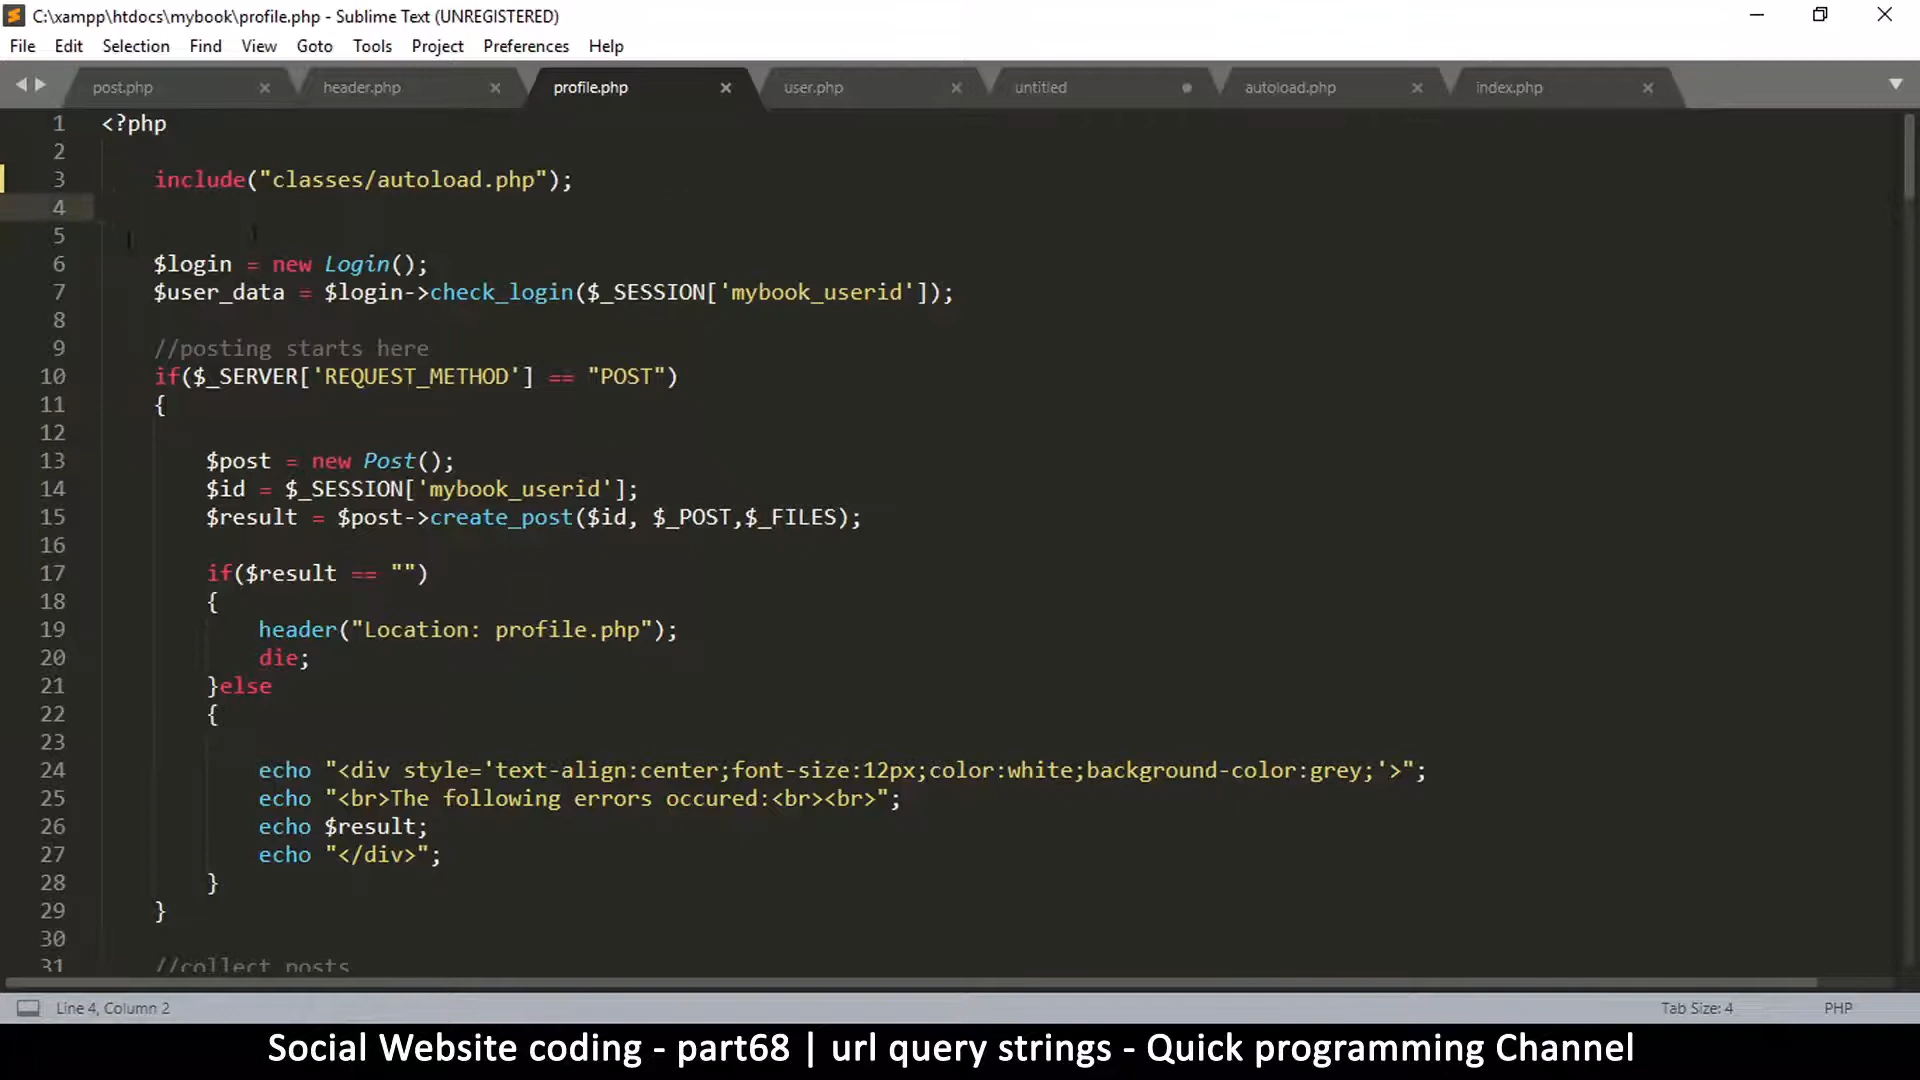 C:\xampp\htdocs\mybook\profile.php - Sublime Text (UNREGISTERED)
File Edit Selection Find View Goto Tools Project Preferences Help
post.php header.php profile.php user.php untitled autoload.php index.php
1 <?php
2
3 include("classes/autoload.php");
4
5
6 $login = new Login();
7 $user_data = $login->check_login($_SESSION['mybook_userid']);
8
9 //posting starts here
10 if($_SERVER['REQUEST_METHOD'] == "POST")
11 {
12
13 $post = new Post();
14 $id = $_SESSION['mybook_userid'];
15 $result = $post->create_post($id, $_POST,$_FILES);
16
17 if($result == "")
18 {
19 header("Location: profile.php");
20 die;
21 }else
22 {
23
24 echo "<div style='text-align:center;font-size:12px;color:white;background-color:grey;'>";
25 echo "<br>The following errors occured:<br><br>";
26 echo $result;
27 echo "</div>";
28 }
29 }
30
31 //collect posts
Line 4, Column 2 Tab Size: 4 PHP
Social Website coding - part68 | url query strings - Quick programming Channel